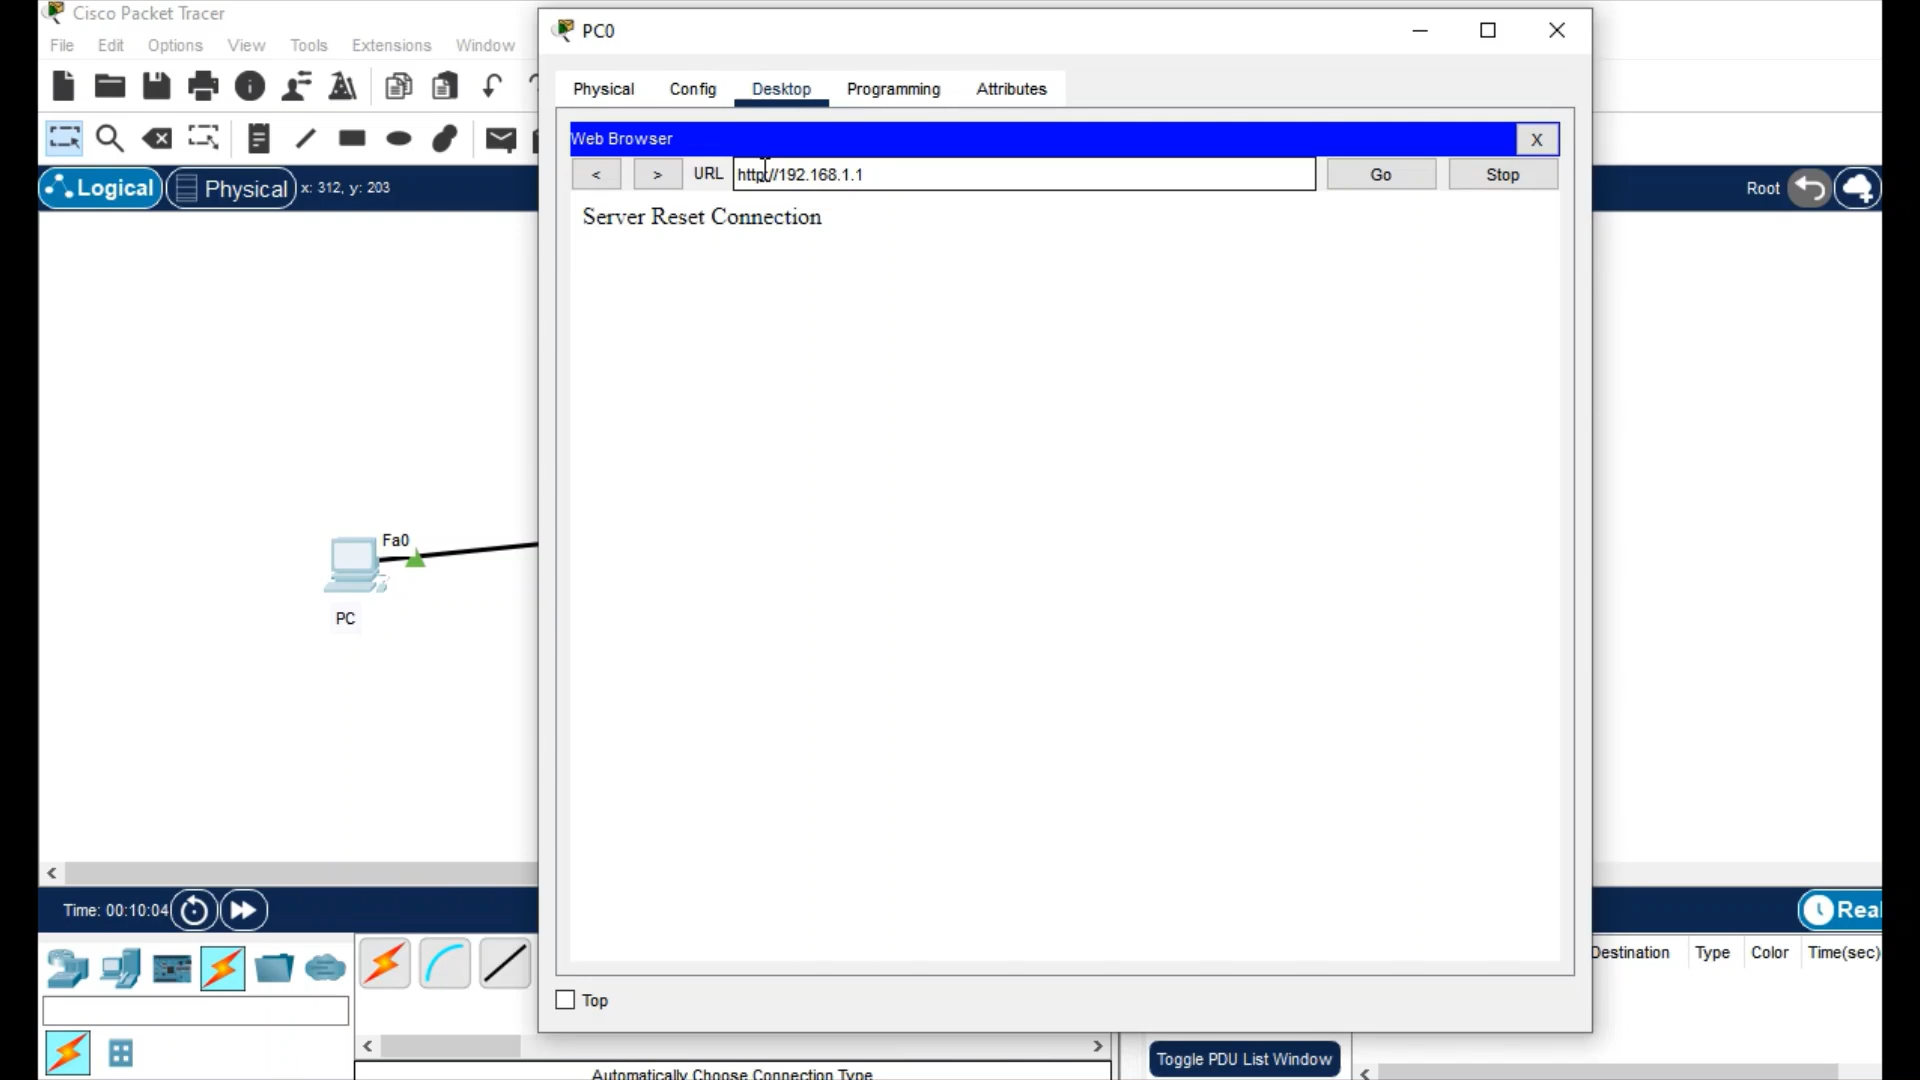 Cisco Packet Tracer
File Edit Options View Tools Extensions Window
PC0
Physical Config Desktop Programming Attributes
Web Browser X
< > URL http://192.168.1.1 Go Stop
Server Reset Connection
Logical Physical x: 312, y: 203
Root
Fa0
PC
Time: 00:10:04
Real
Destination Type Color Time(sec)
Top
Toggle PDU List Window
Automatically Choose Connection Type